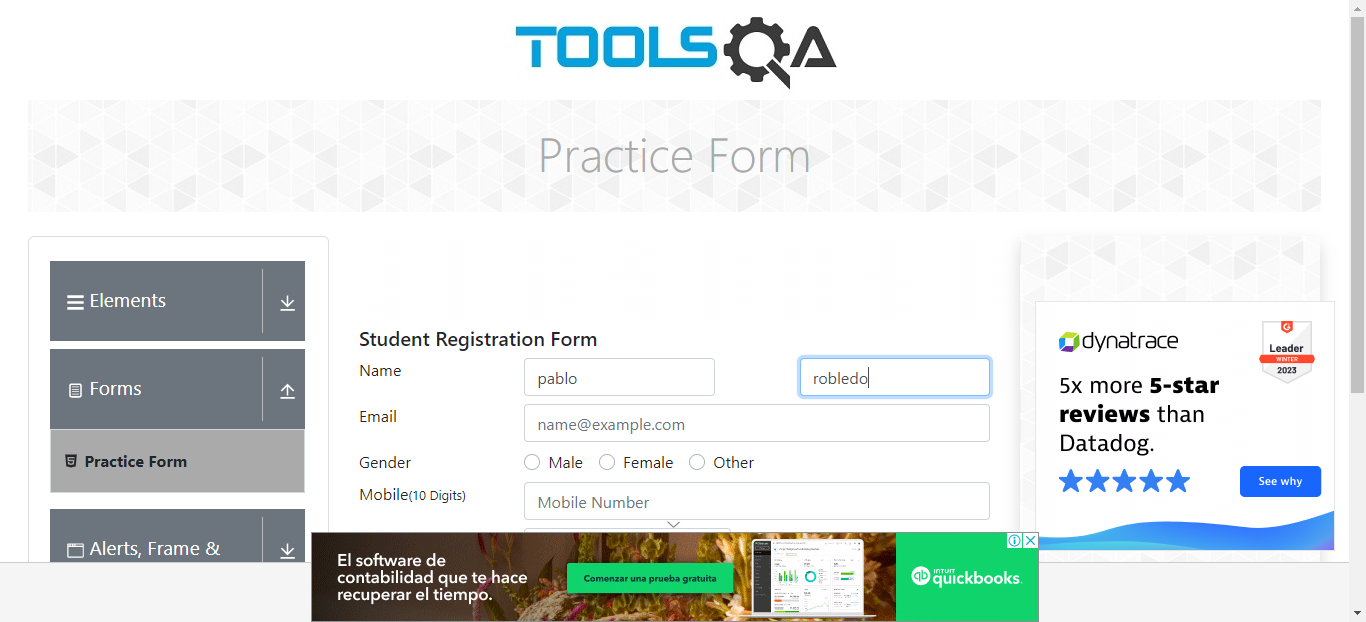 TOOLSQA
Practice Form
Elements
Forms
Practice Form
Alerts, Frame &
Student Registration Form
Name
pablo
robledo
Email
name@example.com
Gender
Male
Female
Other
Mobile(10 Digits)
Mobile Number
dynatrace
Leader
WINTER
2023
5x more 5-star
reviews than
Datadog.
See why
El software de
contabilidad que te hace
recuperar el tiempo.
Comenzar una prueba gratuita
INTUIT
quickbooks.